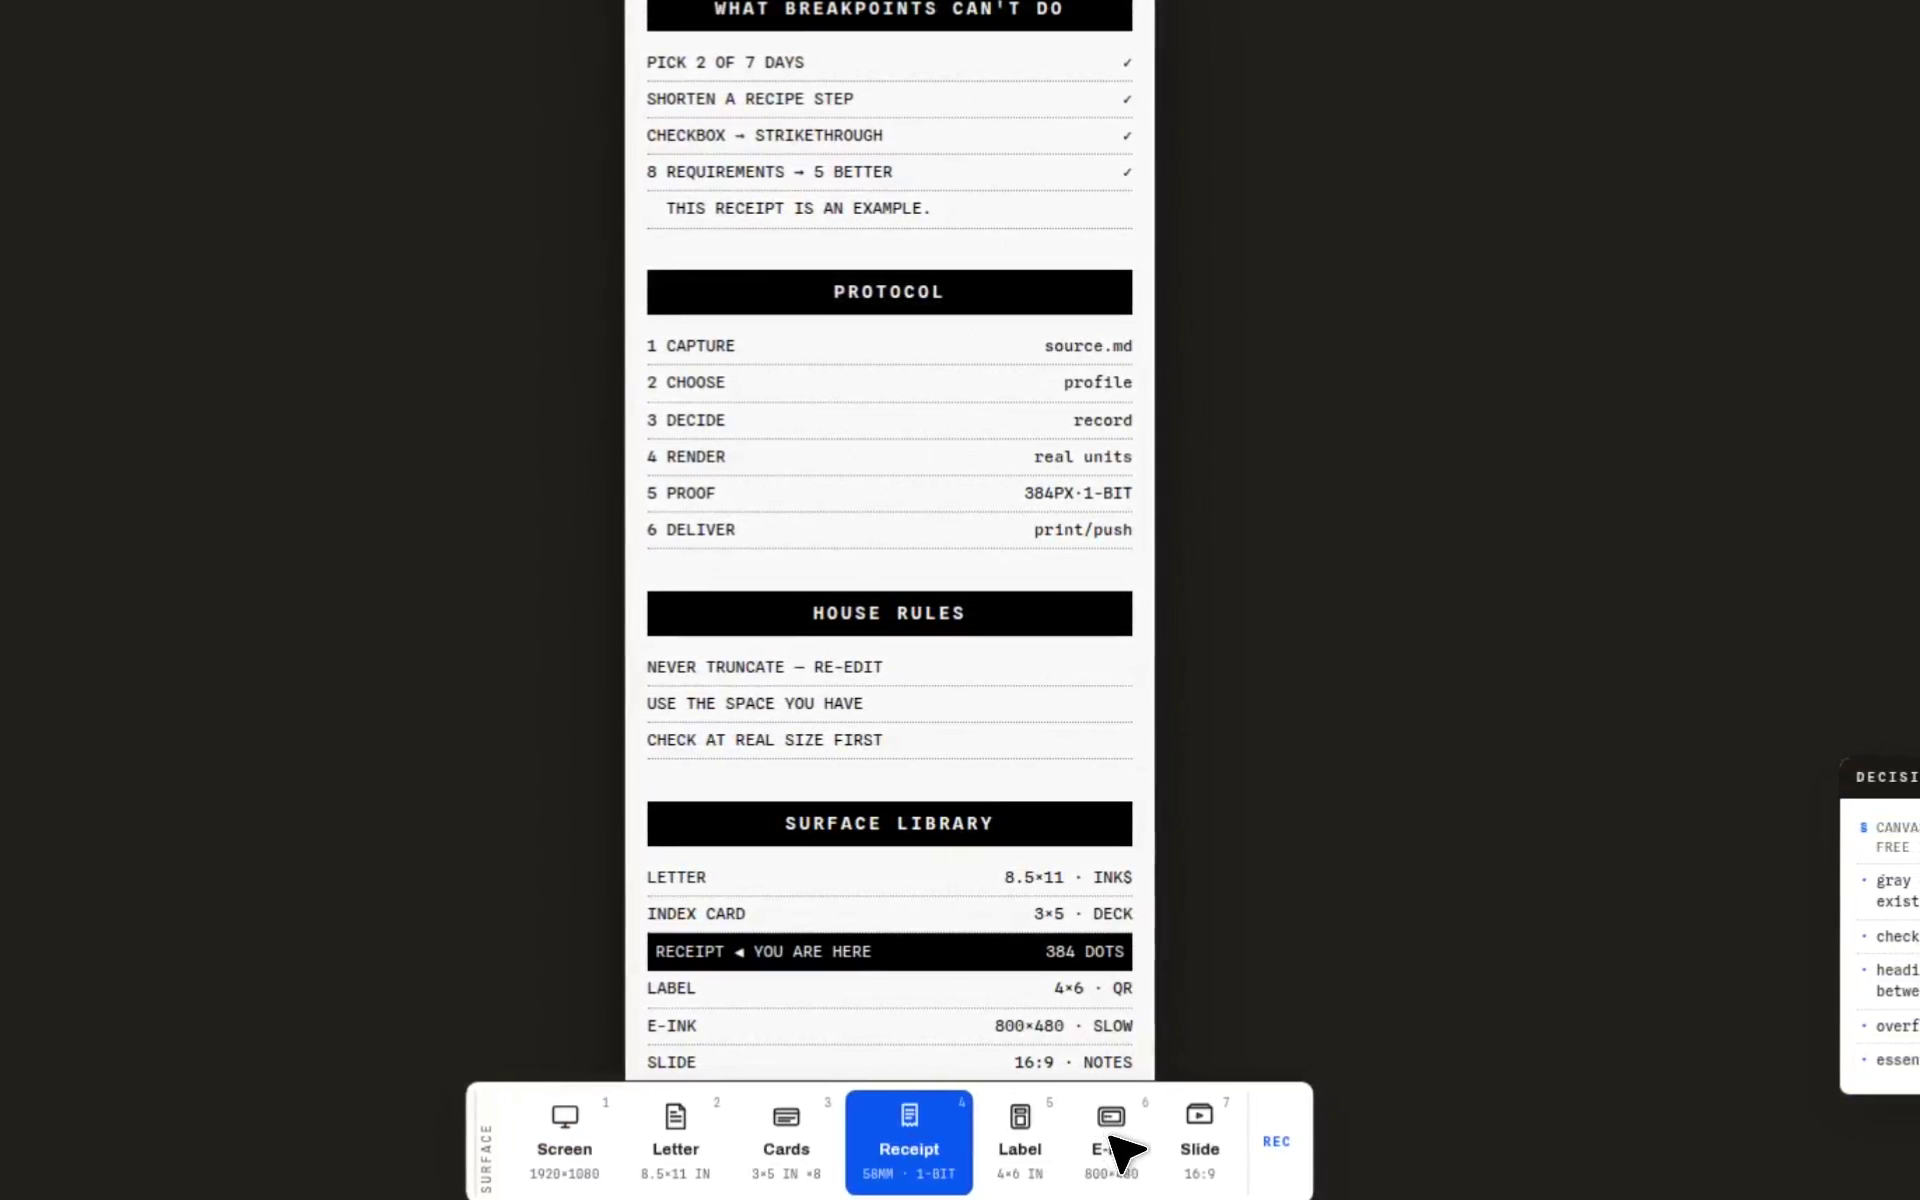 WHAT BREAKPOINTS CAN'T DO
PICK 2 OF 7 DAYS ✓
SHORTEN A RECIPE STEP ✓
CHECKBOX → STRIKETHROUGH ✓
8 REQUIREMENTS → 5 BETTER ✓
THIS RECEIPT IS AN EXAMPLE.
PROTOCOL
1 CAPTURE source.md
2 CHOOSE profile
3 DECIDE record
4 RENDER real units
5 PROOF 384PX·1-BIT
6 DELIVER print/push
HOUSE RULES
NEVER TRUNCATE — RE-EDIT
USE THE SPACE YOU HAVE
CHECK AT REAL SIZE FIRST
SURFACE LIBRARY
LETTER 8.5×11 · INK$
INDEX CARD 3×5 · DECK
RECEIPT ◄ YOU ARE HERE 384 DOTS
LABEL 4×6 · QR
E-INK 800×480 · SLOW
SLIDE 16:9 · NOTES
DECISI
CANVA
FREE
· gray
exist
· check
· headi
betwe
· overf
· essen
SURFACE
1 Screen 1920×1080
2 Letter 8.5×11 IN
3 Cards 3×5 IN ×8
4 Receipt 58MM · 1-BIT
5 Label 4×6 IN
6
7 Slide 16:9
REC